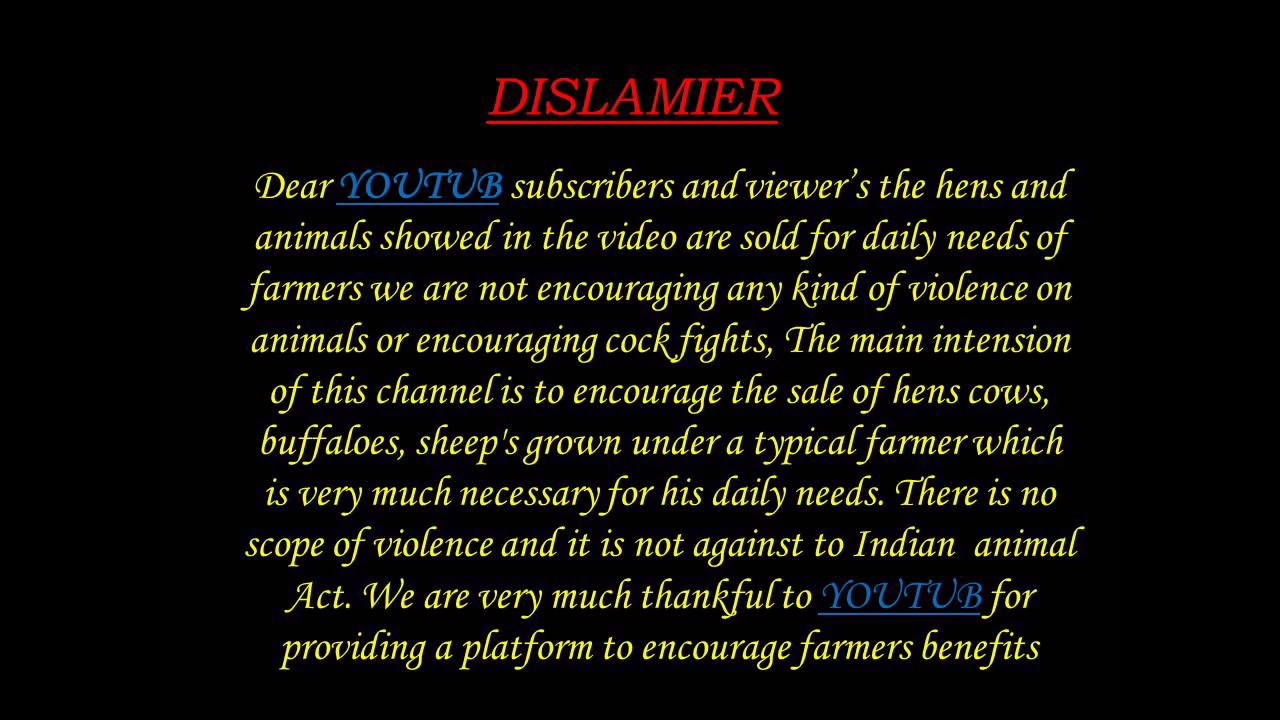 DISLAMIER
Dear YOUTUB subscribers and viewer’s the hens and
animals showed in the video are sold for daily needs of
farmers we are not encouraging any kind of violence on
animals or encouraging cock fights, The main intension
of this channel is to encourage the sale of hens cows,
buffaloes, sheep's grown under a typical farmer which
is very much necessary for his daily needs. There is no
scope of violence and it is not against to Indian  animal
Act. We are very much thankful to YOUTUB for
providing a platform to encourage farmers benefits